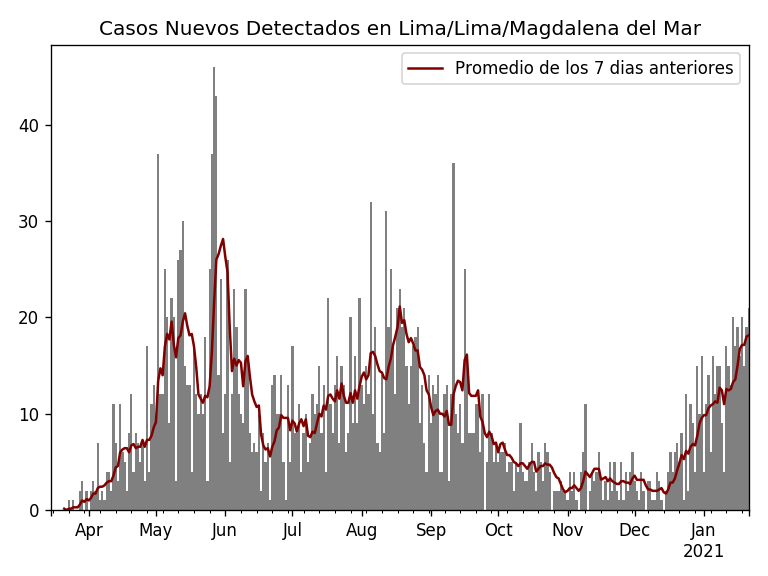 Casos Nuevos Detectados en Lima/Lima/Magdalena del Mar
Promedio de los 7 dias anteriores
40
30
20
10
0
Apr May Jun Jul Aug Sep Oct Nov Dec Jan
2021